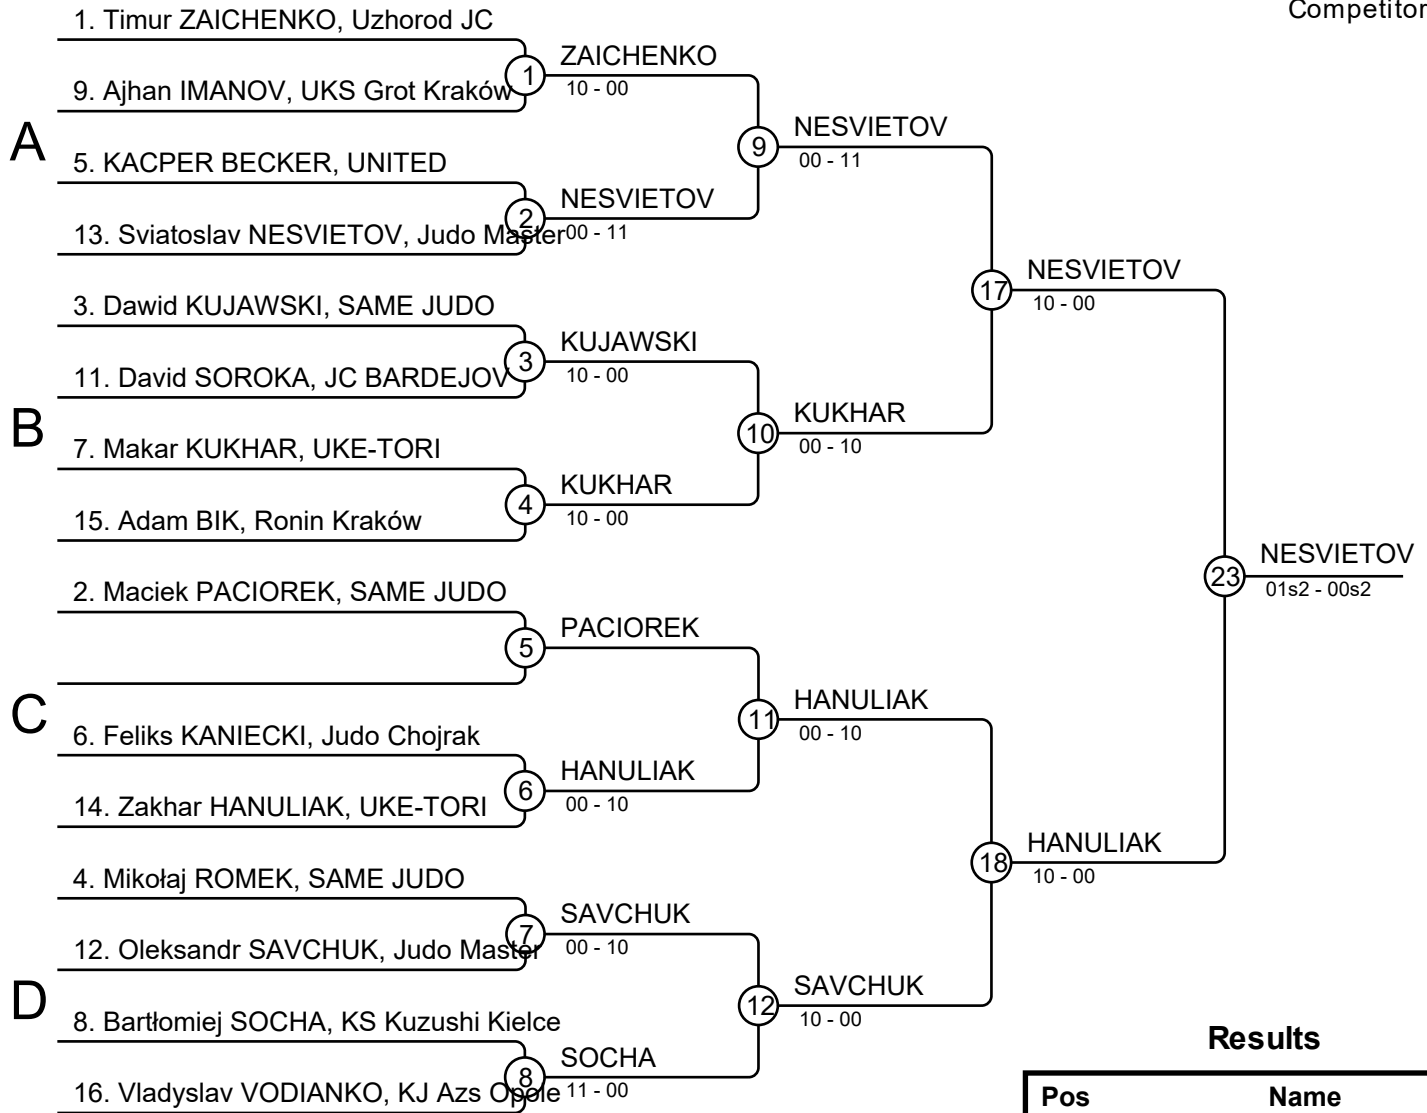 Competitor
1. Timur ZAICHENKO, Uzhorod JC
1
ZAICHENKO
10 - 00
9. Ajhan IMANOV, UKS Grot Kraków
A
9
NESVIETOV
00 - 11
5. KACPER BECKER, UNITED
2
NESVIETOV
00 - 11
13. Sviatoslav NESVIETOV, Judo Master
17
NESVIETOV
10 - 00
3. Dawid KUJAWSKI, SAME JUDO
3
KUJAWSKI
10 - 00
11. David SOROKA, JC BARDEJOV
B
10
KUKHAR
00 - 10
7. Makar KUKHAR, UKE-TORI
4
KUKHAR
10 - 00
15. Adam BIK, Ronin Kraków
23
NESVIETOV
01s2 - 00s2
2. Maciek PACIOREK, SAME JUDO
5
PACIOREK
C
11
HANULIAK
00 - 10
6. Feliks KANIECKI, Judo Chojrak
6
HANULIAK
00 - 10
14. Zakhar HANULIAK, UKE-TORI
18
HANULIAK
10 - 00
4. Mikołaj ROMEK, SAME JUDO
7
SAVCHUK
00 - 10
12. Oleksandr SAVCHUK, Judo Master
D
12
SAVCHUK
10 - 00
8. Bartłomiej SOCHA, KS Kuzushi Kielce
8
SOCHA
11 - 00
16. Vladyslav VODIANKO, KJ Azs Opole
Results
Pos Name